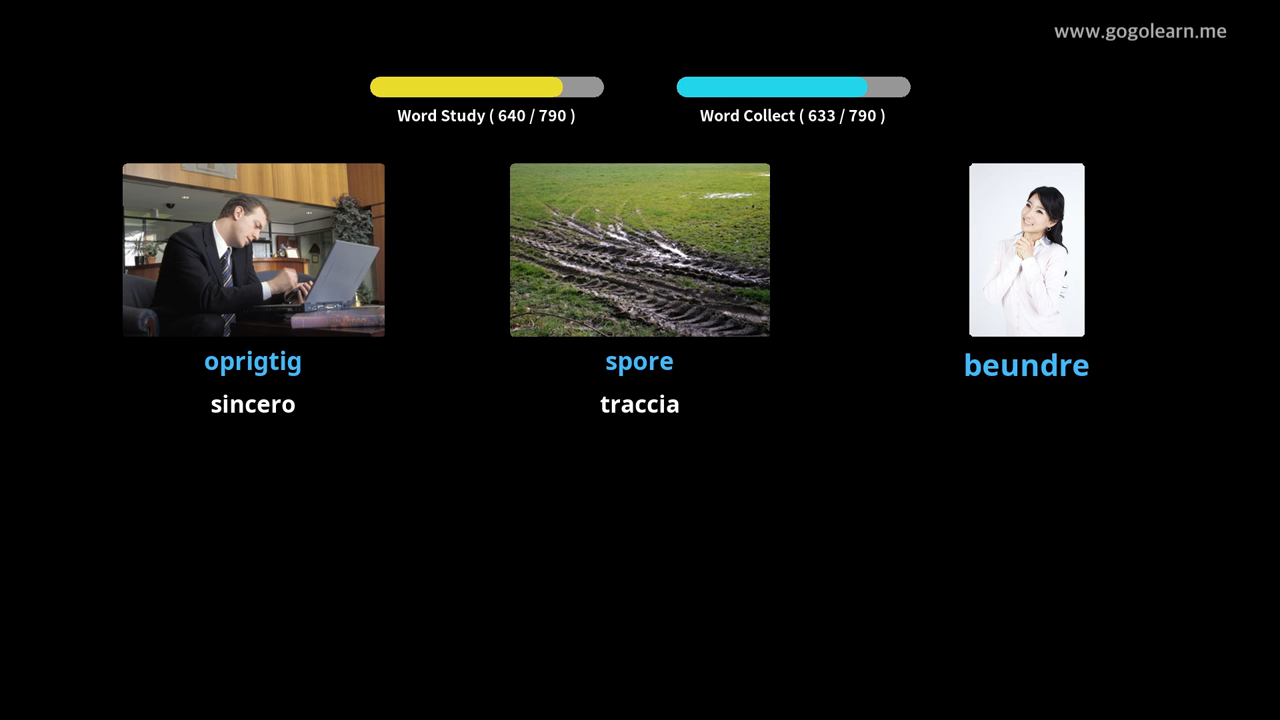 www.gogolearn.me
Word Study ( 640 / 790 )
Word Collect ( 633 / 790 )
oprigtig
spore
beundre
sincero
traccia